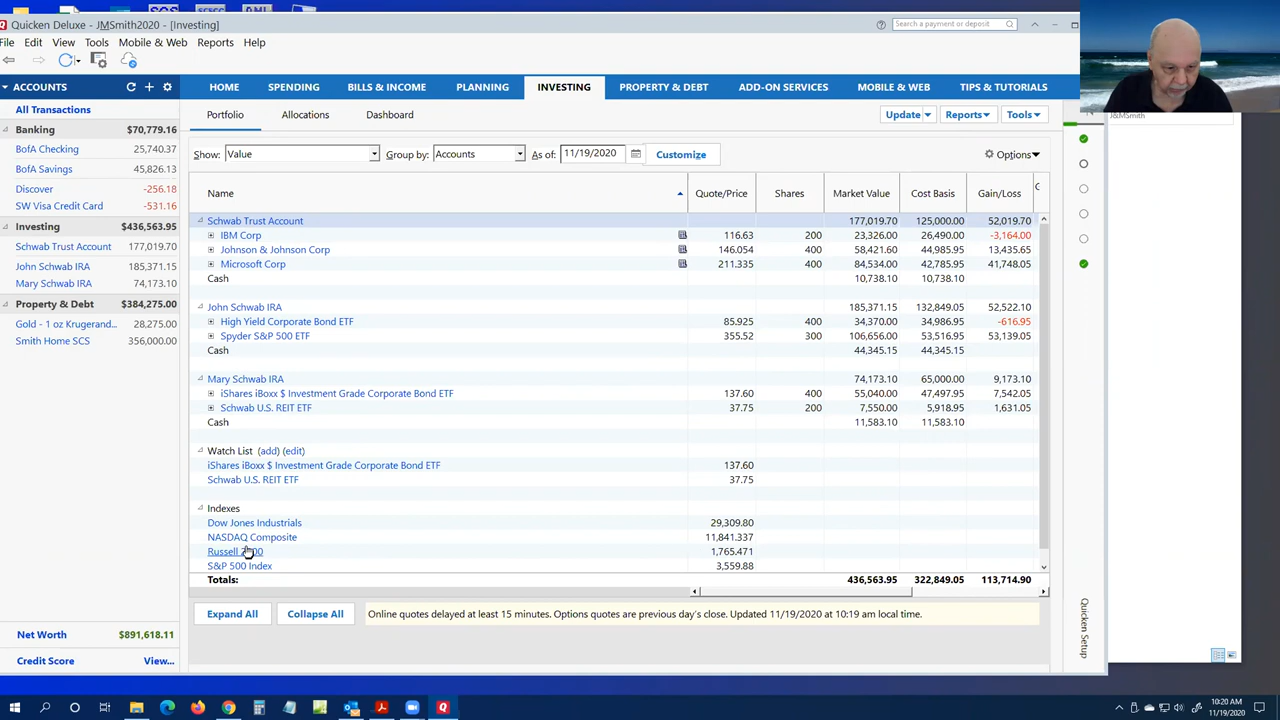 SOS SCFCC AML
Quicken Deluxe - JMSmith2020 - [Investing]
Search a payment or deposit
File Edit View Tools Mobile & Web Reports Help
ACCOUNTS
HOME SPENDING BILLS & INCOME PLANNING INVESTING PROPERTY & DEBT ADD-ON SERVICES MOBILE & WEB TIPS & TUTORIALS
All Transactions
Portfolio Allocations Dashboard Update Reports Tools
J&MSmith
Banking $70,779.16
BofA Checking 25,740.37
BofA Savings 45,826.13
Discover -256.18
SW Visa Credit Card -531.16
Investing $436,563.95
Schwab Trust Account 177,019.70
John Schwab IRA 185,371.15
Mary Schwab IRA 74,173.10
Property & Debt $384,275.00
Gold - 1 oz Krugerand... 28,275.00
Smith Home SCS 356,000.00
Net Worth $891,618.11
Credit Score View...
Show: Value Group by: Accounts As of: 11/19/2020 Customize Options
Name Quote/Price Shares Market Value Cost Basis Gain/Loss
Schwab Trust Account 177,019.70 125,000.00 52,019.70
IBM Corp 116.63 200 23,326.00 26,490.00 -3,164.00
Johnson & Johnson Corp 146.054 400 58,421.60 44,985.95 13,435.65
Microsoft Corp 211.335 400 84,534.00 42,785.95 41,748.05
Cash 10,738.10 10,738.10
John Schwab IRA 185,371.15 132,849.05 52,522.10
High Yield Corporate Bond ETF 85.925 400 34,370.00 34,986.95 -616.95
Spyder S&P 500 ETF 355.52 300 106,656.00 53,516.95 53,139.05
Cash 44,345.15 44,345.15
Mary Schwab IRA 74,173.10 65,000.00 9,173.10
iShares iBoxx $ Investment Grade Corporate Bond ETF 137.60 400 55,040.00 47,497.95 7,542.05
Schwab U.S. REIT ETF 37.75 200 7,550.00 5,918.95 1,631.05
Cash 11,583.10 11,583.10
Watch List (add) (edit)
iShares iBoxx $ Investment Grade Corporate Bond ETF 137.60
Schwab U.S. REIT ETF 37.75
Indexes
Dow Jones Industrials 29,309.80
NASDAQ Composite 11,841.337
Russell 2000 1,765.471
S&P 500 Index 3,559.88
Totals: 436,563.95 322,849.05 113,714.90
Expand All Collapse All Online quotes delayed at least 15 minutes. Options quotes are previous day's close. Updated 11/19/2020 at 10:19 am local time.
Quicken Setup
10:20 AM
11/19/2020